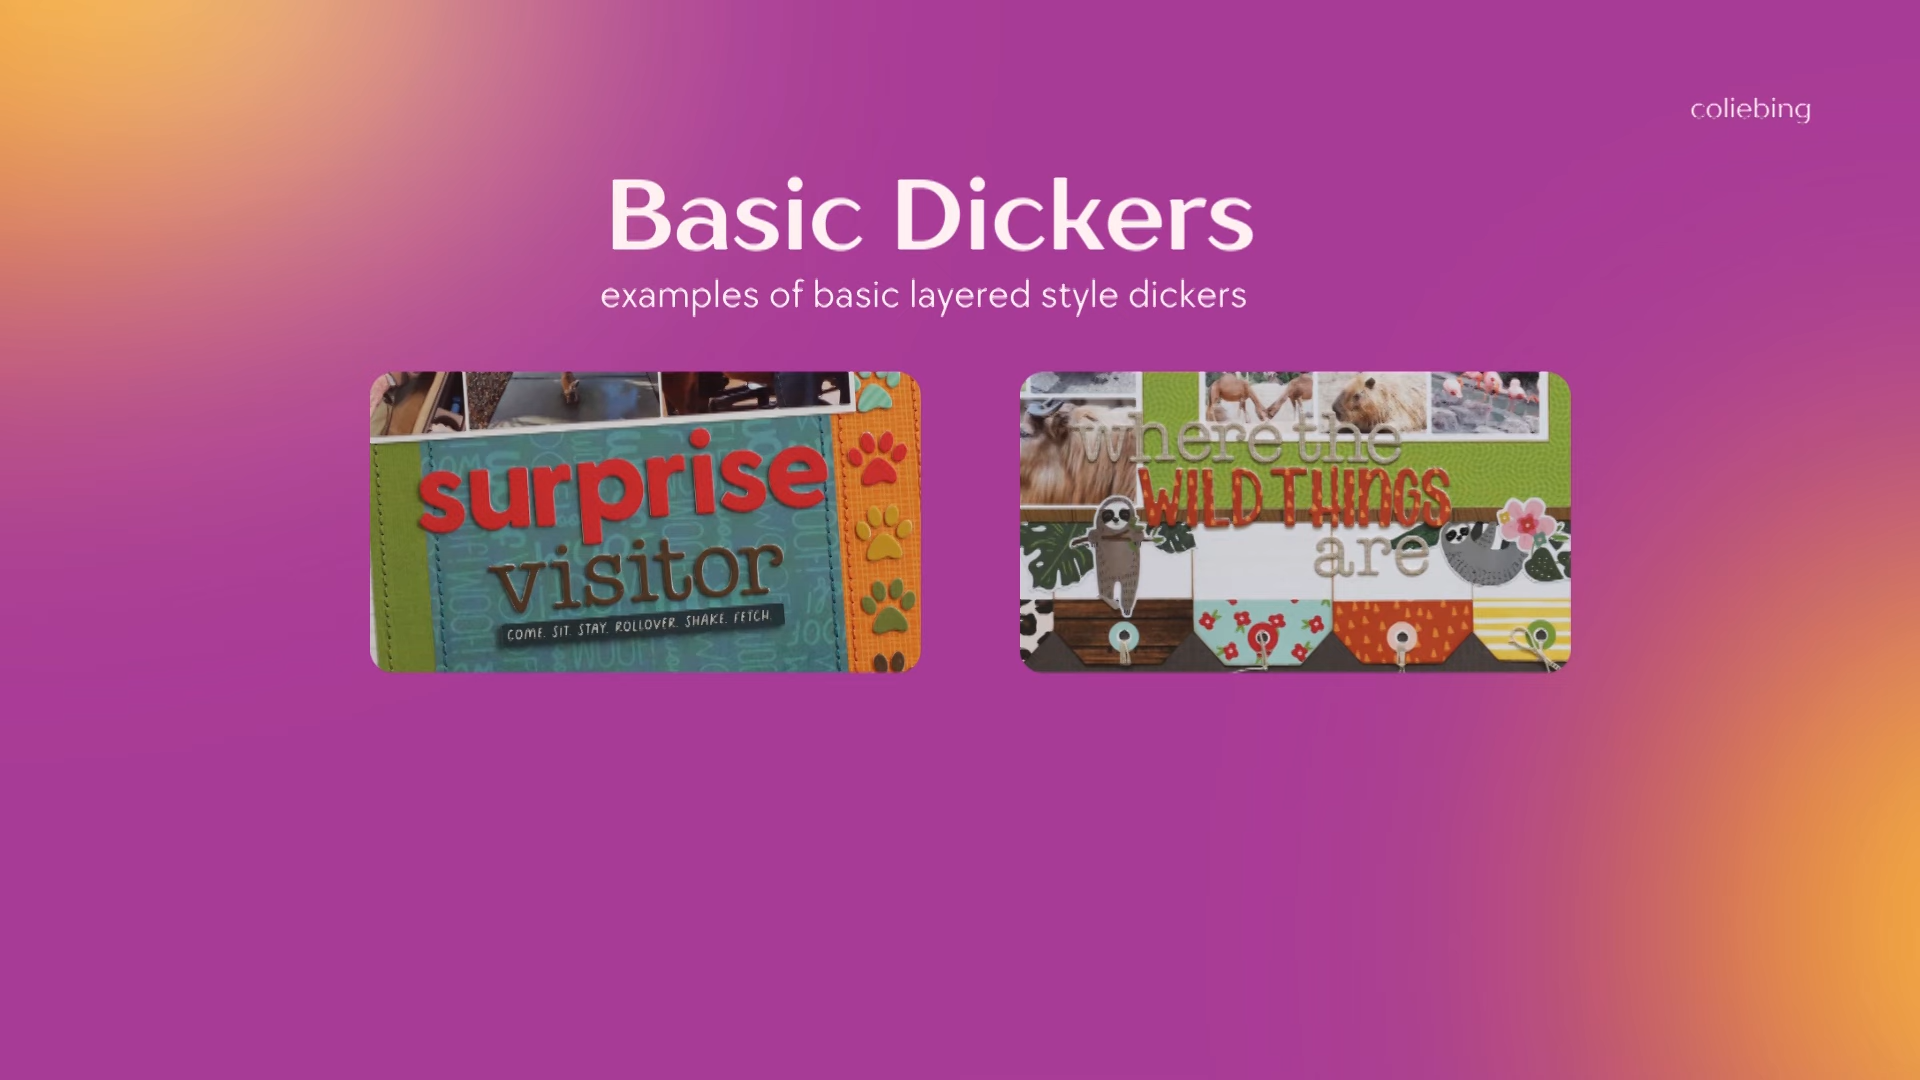 coliebing
Basic Dickers
examples of basic layered style dickers
surprise
visitor
COME. SIT. STAY. ROLLOVER. SHAKE. FETCH.
where the
WILD THINGS
are